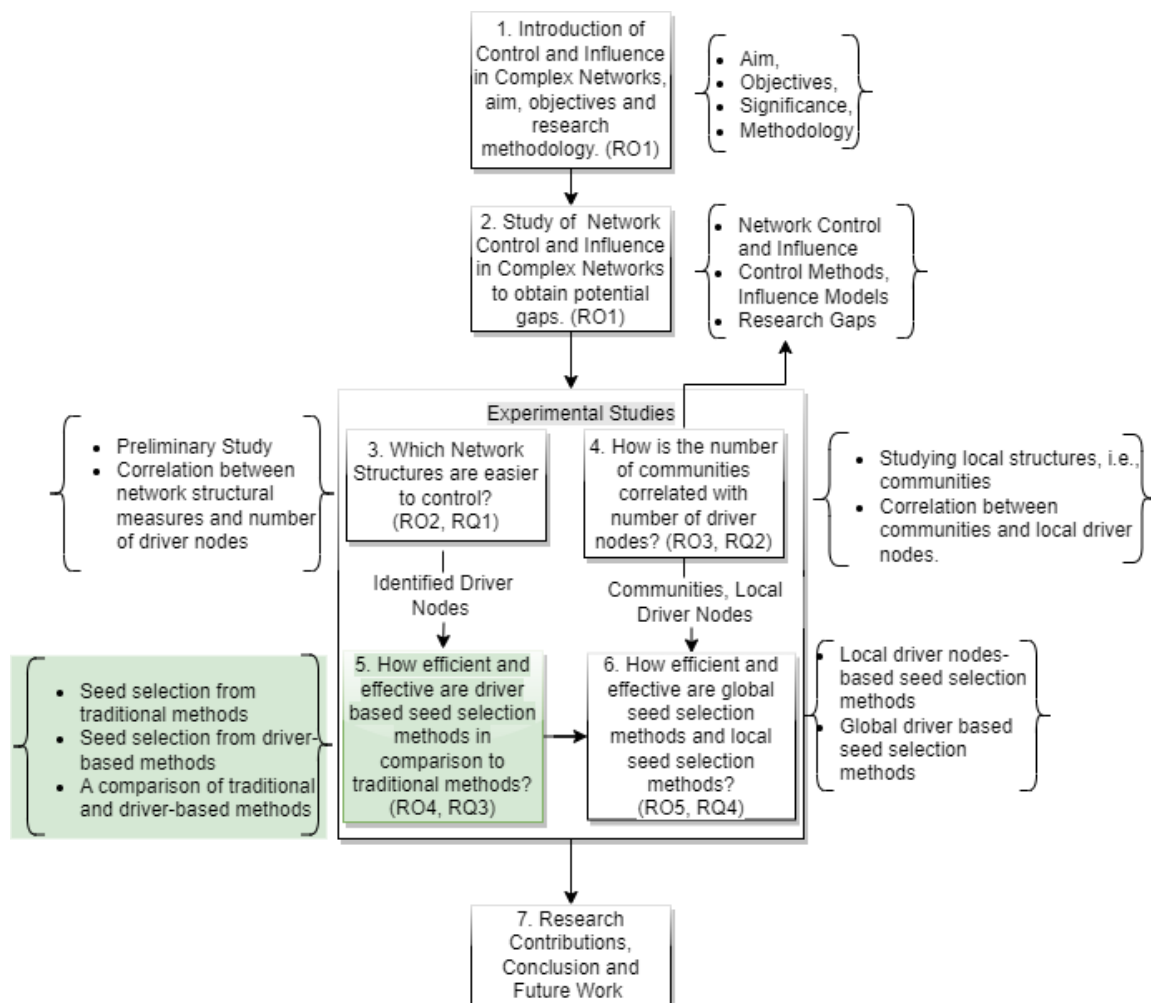 1. Introduction of
Control and Influence
in Complex Networks,
aim, objectives and
research
methodology. (RO1)
• Aim,
• Objectives,
• Significance,
• Methodology
2. Study of Network
Control and Influence
in Complex Networks
to obtain potential
gaps. (RO1)
• Network Control
and Influence
• Control Methods,
Influence Models
• Research Gaps
Experimental Studies
• Preliminary Study
• Correlation between
network structural
measures and number
of driver nodes
3. Which Network
Structures are easier
to control?
(RO2, RQ1)
4. How is the number
of communities
correlated with
number of driver
nodes? (RO3, RQ2)
• Studying local structures, i.e.,
communities
• Correlation between
communities and local driver
nodes.
Identified Driver
Nodes
Communities, Local
Driver Nodes
• Seed selection from
traditional methods
• Seed selection from driver-
based methods
• A comparison of traditional
and driver-based methods
5. How efficient and
effective are driver
based seed selection
methods in
comparison to
traditional methods?
(RO4, RQ3)
6. How efficient and
effective are global
seed selection
methods and local
seed selection
methods?
(RO5, RQ4)
• Local driver nodes-
based seed selection
methods
• Global driver based
seed selection
methods
7. Research
Contributions,
Conclusion and
Future Work